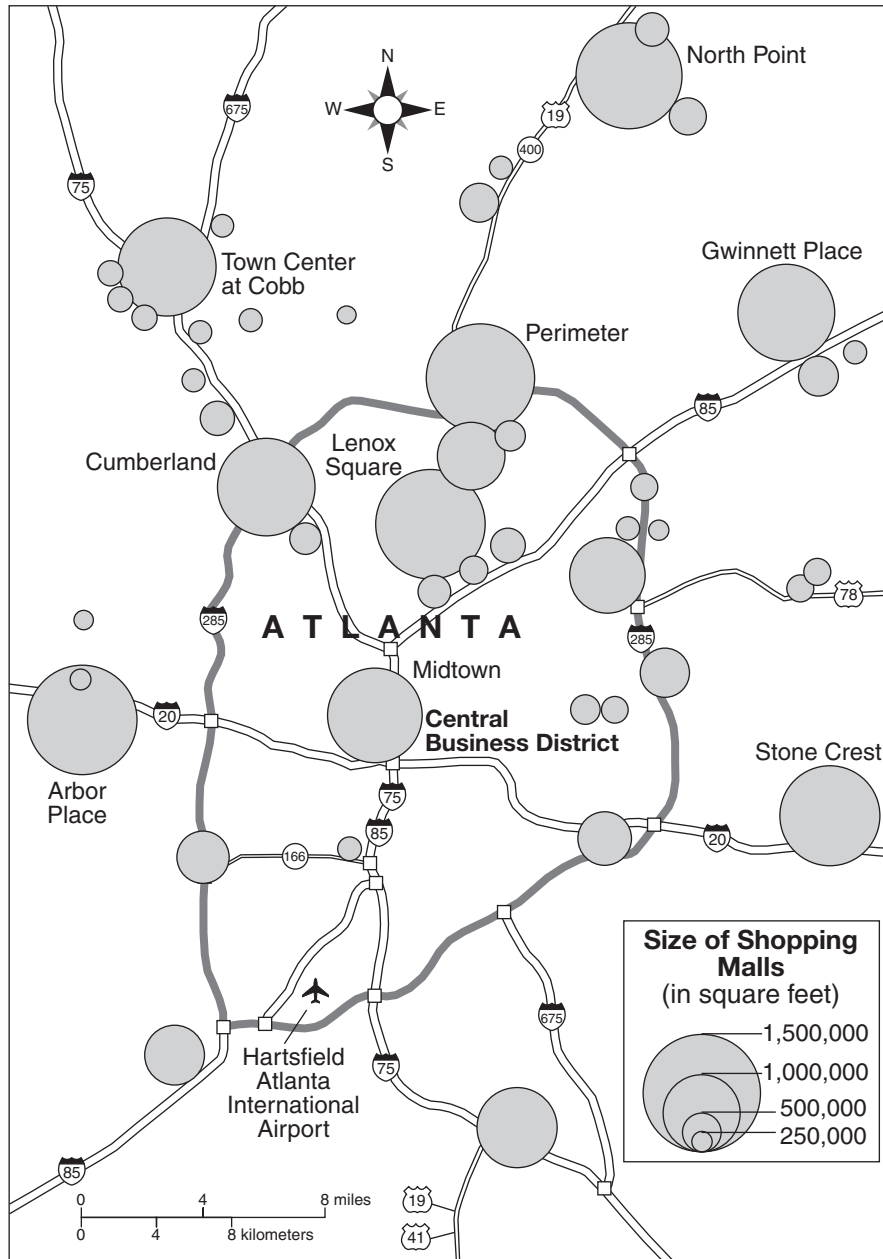 N
W
E
S
North Point
19
400
675
75
Town Center
at Cobb
Gwinnett Place
Perimeter
85
Lenox
Square
Cumberland
78
285
ATLANTA
285
Midtown
Central
Business District
20
Arbor
Place
Stone Crest
75
85
166
20
Size of Shopping
Malls
(in square feet)
1,500,000
1,000,000
500,000
250,000
675
Hartsfield
Atlanta
International
Airport
75
85
0 4 8 miles
0 4 8 kilometers
19
41